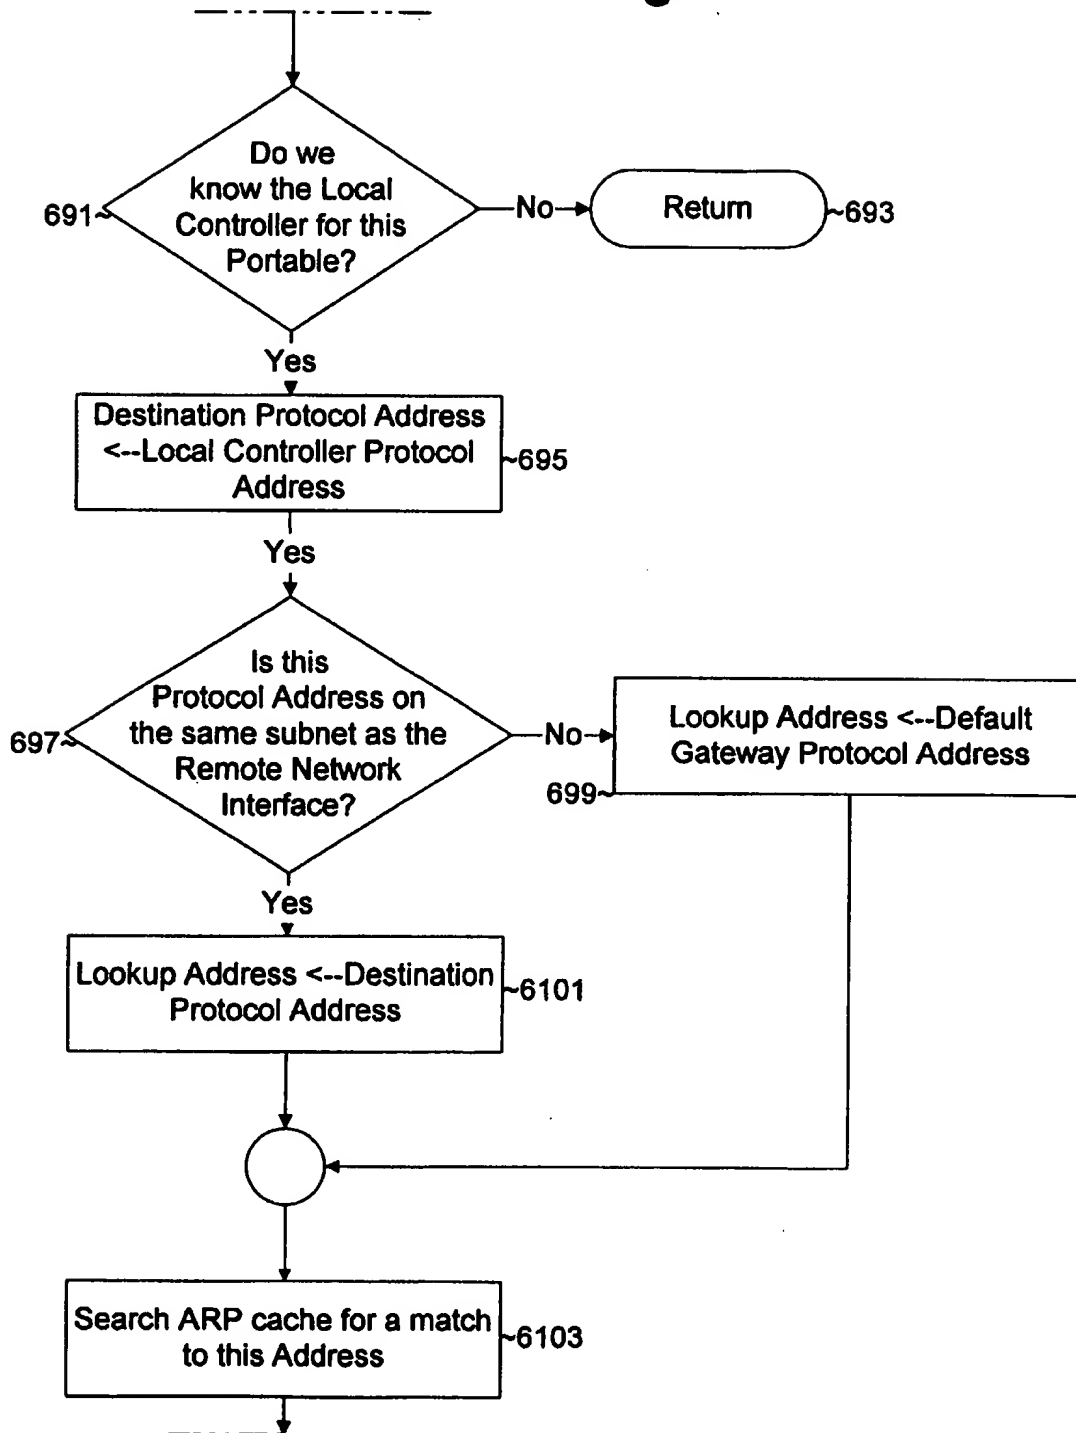 Do we
know the Local
Controller for this
Portable?
691~
No
Return
~693
Yes
Destination Protocol Address
<--Local Controller Protocol
Address
~695
Yes
Is this
Protocol Address on
the same subnet as the
Remote Network
Interface?
697~
No
Lookup Address <--Default
Gateway Protocol Address
699~
Yes
Lookup Address <--Destination
Protocol Address
~6101
Search ARP cache for a match
to this Address
~6103